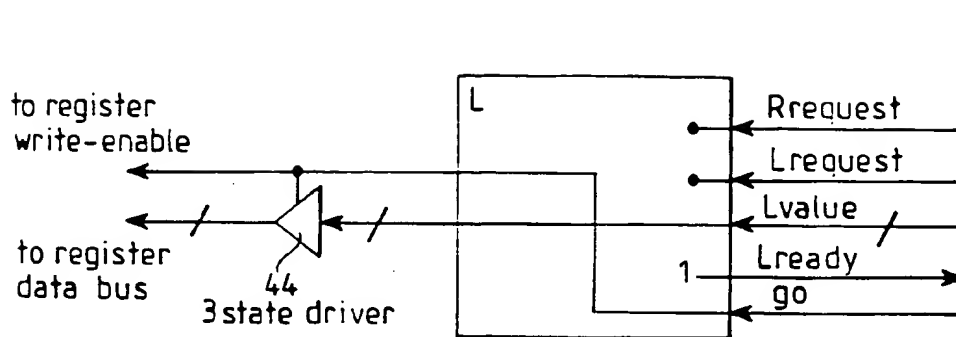 to register
write-enable
L
Rrequest
Lrequest
Lvalue
to register
data bus
44
3state driver
1
Lready
go